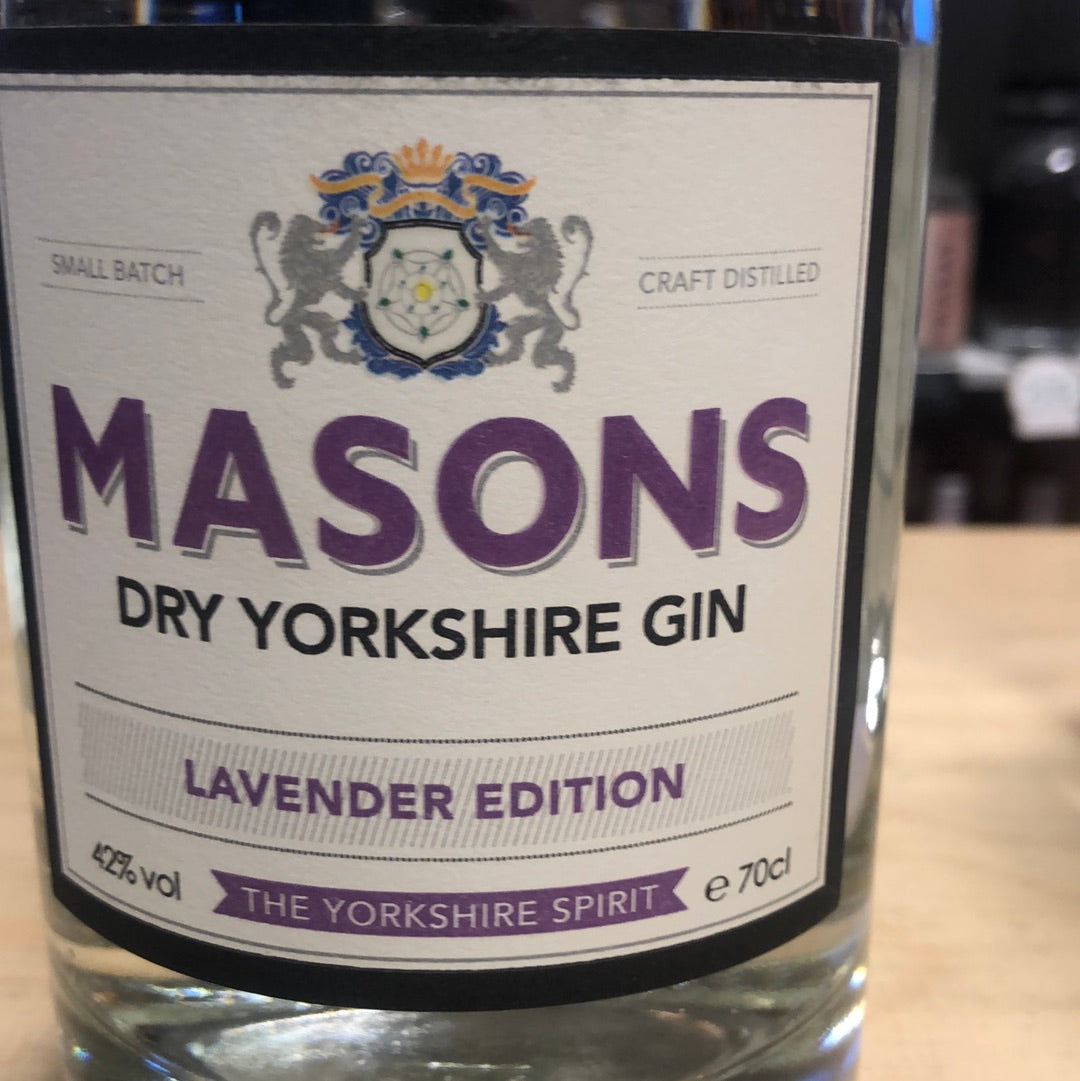 SMALL BATCH
CRAFT DISTILLED
MASONS
DRY YORKSHIRE GIN
LAVENDER EDITION
42% vol
THE YORKSHIRE SPIRIT
e 70cl